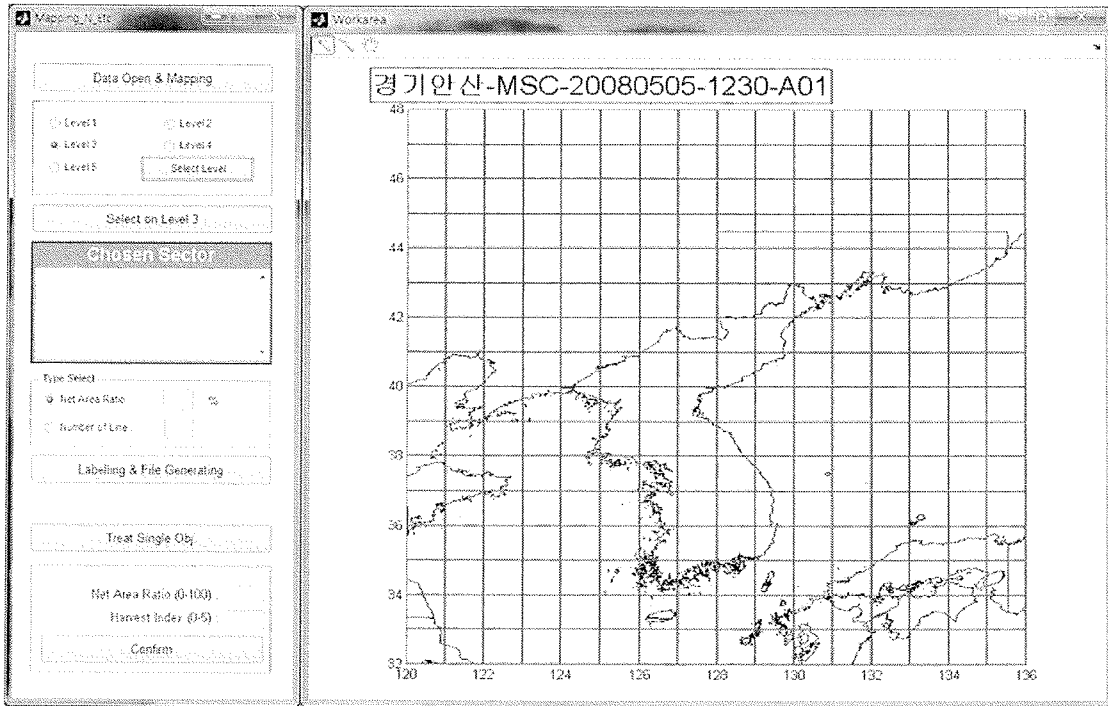 Mapping_N_etc
Data Open & Mapping
Level 1
Level 2
Level 3
Level 4
Level 5
Select Level
Select on Level 3
Chosen Sector
Type Select
Net Area Ratio
%
Number of Line
Labelling & File Generating
Treat Single Obj
Net Area Ratio (0-100)
Harvest Index (0-5)
Confirm
Workarea
경기안산-MSC-20080505-1230-A01
48
46
44
42
40
38
36
34
32
120
122
124
126
128
130
132
134
136